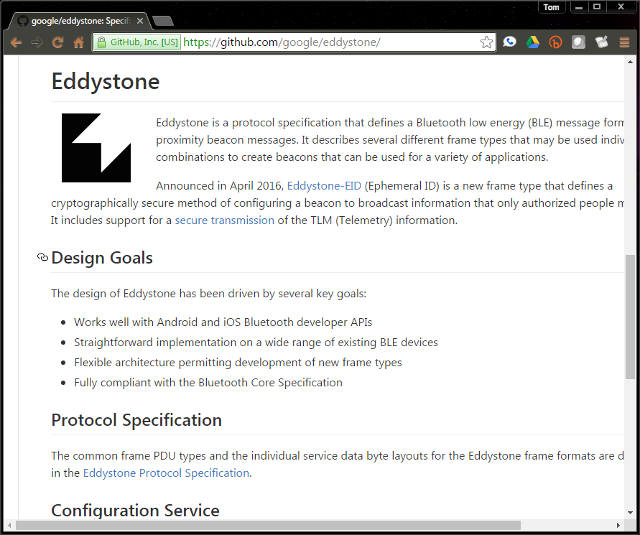 Tom
google/eddystone: Specifi
GitHub, Inc. [US]
https://github.com/google/eddystone/
Eddystone
Eddystone is a protocol specification that defines a Bluetooth low energy (BLE) message form
proximity beacon messages. It describes several different frame types that may be used indiv
combinations to create beacons that can be used for a variety of applications.
Announced in April 2016, Eddystone-EID (Ephemeral ID) is a new frame type that defines a
cryptographically secure method of configuring a beacon to broadcast information that only authorized people m
It includes support for a secure transmission of the TLM (Telemetry) information.
Design Goals
The design of Eddystone has been driven by several key goals:
Works well with Android and iOS Bluetooth developer APIs
Straightforward implementation on a wide range of existing BLE devices
Flexible architecture permitting development of new frame types
Fully compliant with the Bluetooth Core Specification
Protocol Specification
The common frame PDU types and the individual service data byte layouts for the Eddystone frame formats are d
in the Eddystone Protocol Specification.
Configuration Service